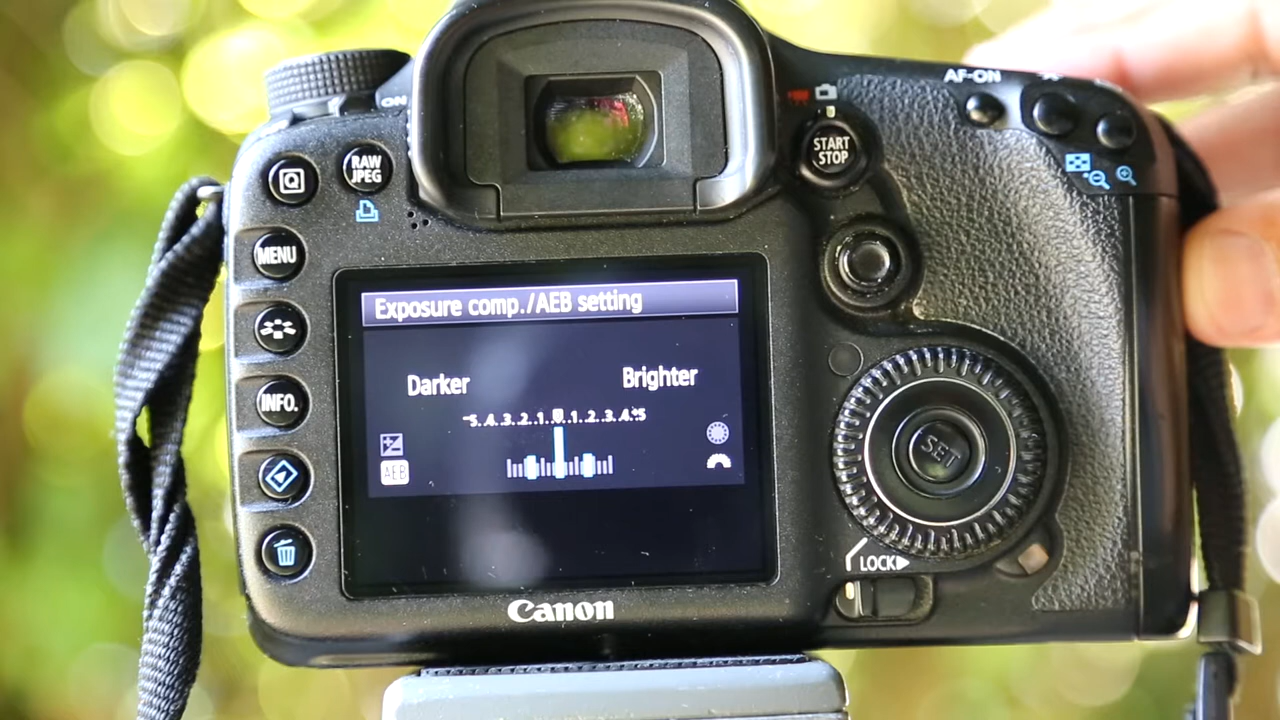 ON
AF-ON
Q
RAW
JPEG
START
STOP
MENU
INFO.
Exposure comp./AEB setting
Darker
Brighter
-5..4..3..2..1..0..1..2..3..4.+5
AEB
SET
LOCK
Canon